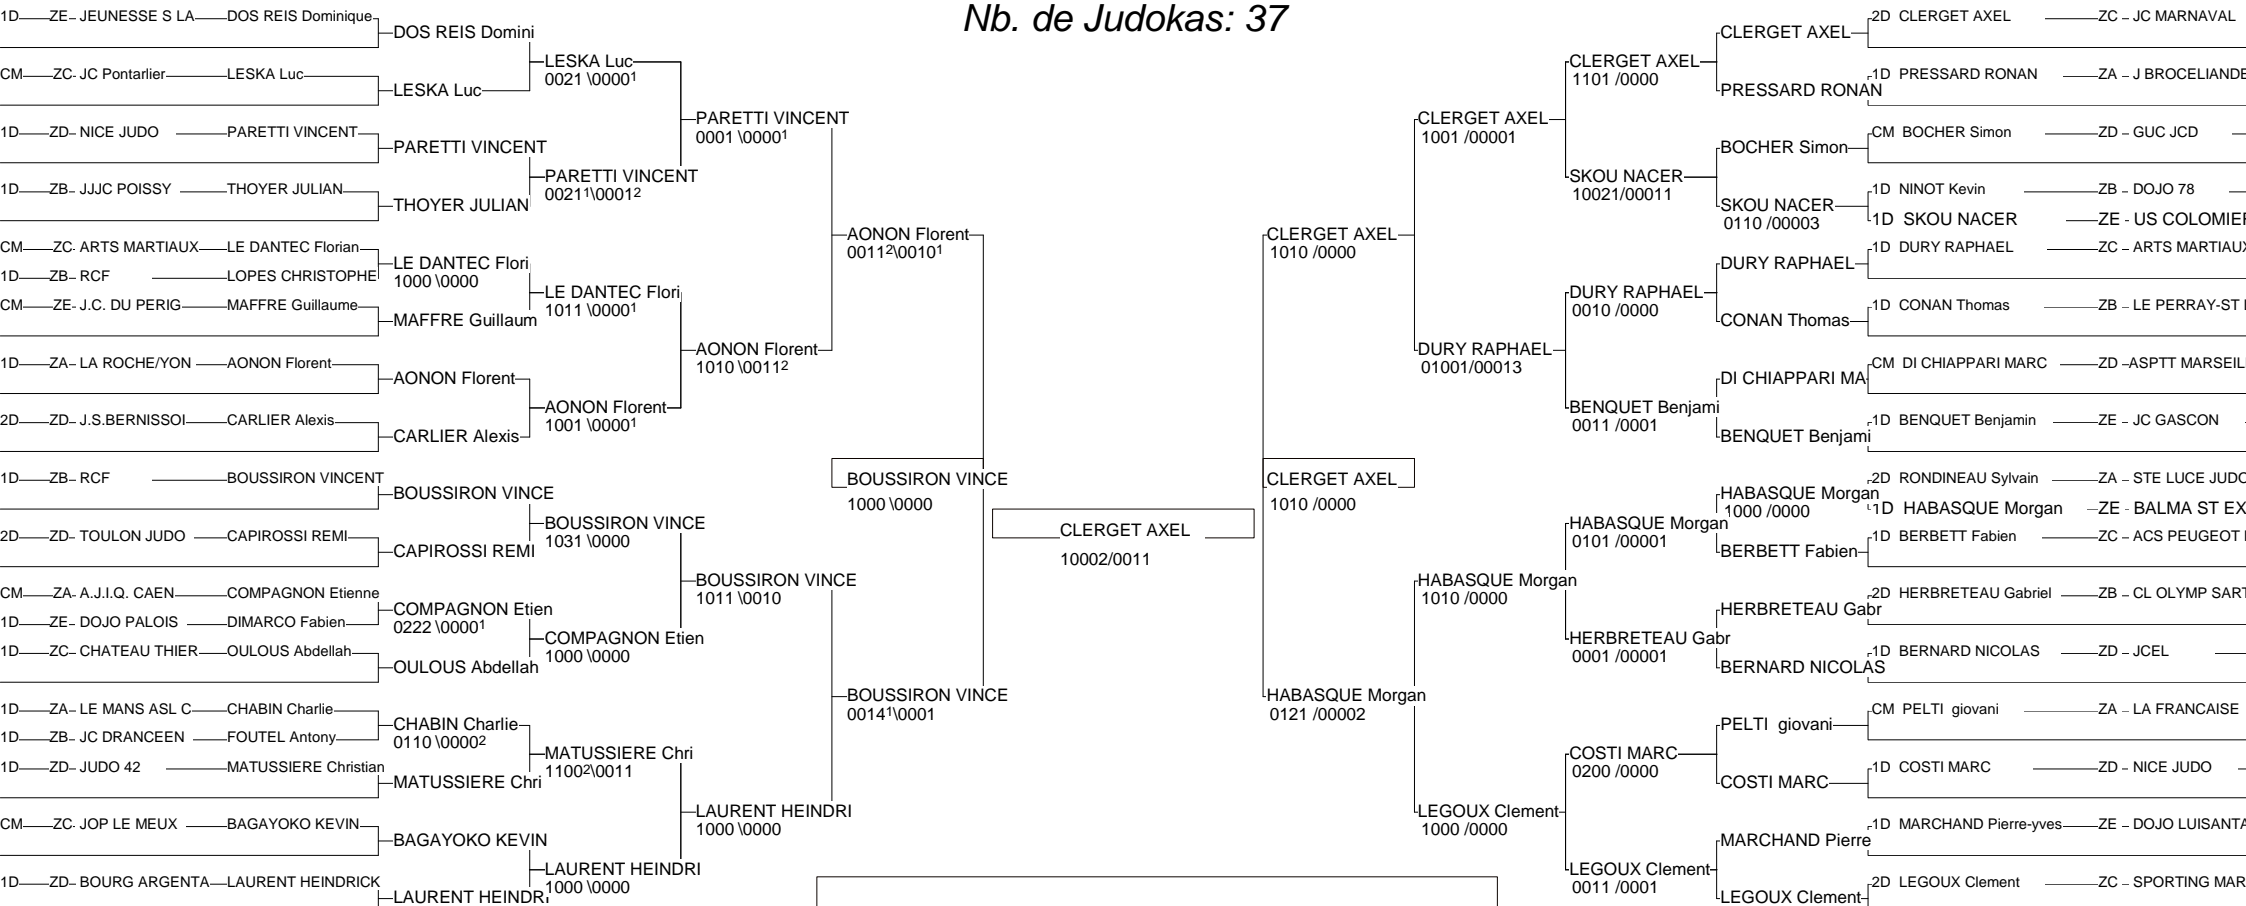 Nb. de Judokas: 37
1D ZE- JEUNESSE S LA DOS REIS Dominique
CM ZC- JC Pontarlier LESKA Luc
1D ZD- NICE JUDO PARETTI VINCENT
1D ZB- JJJC POISSY THOYER JULIAN
CM ZC- ARTS MARTIAUX LE DANTEC Florian
1D ZB- RCF LOPES CHRISTOPHE
CM ZE- J.C. DU PERIG MAFFRE Guillaume
1D ZA- LA ROCHE/YON AONON Florent
2D ZD- J.S.BERNISSOI CARLIER Alexis
1D ZB- RCF BOUSSIRON VINCENT
2D ZD- TOULON JUDO CAPIROSSI REMI
CM ZA- A.J.I.Q. CAEN COMPAGNON Etienne
1D ZE- DOJO PALOIS DIMARCO Fabien
1D ZC- CHATEAU THIER OULOUS Abdellah
1D ZA- LE MANS ASL C CHABIN Charlie
1D ZB- JC DRANCEEN FOUTEL Antony
1D ZD- JUDO 42 MATUSSIERE Christian
CM ZC- JOP LE MEUX BAGAYOKO KEVIN
1D ZD- BOURG ARGENTA LAURENT HEINDRICK
DOS REIS Domini
LESKA Luc
PARETTI VINCENT
THOYER JULIAN
LE DANTEC Flori
1000 \0000
MAFFRE Guillaum
AONON Florent
CARLIER Alexis
BOUSSIRON VINCE
CAPIROSSI REMI
COMPAGNON Etien
0222 \0000¹
OULOUS Abdellah
CHABIN Charlie
0110 \0000²
MATUSSIERE Chri
BAGAYOKO KEVIN
LAURENT HEINDRI
LESKA Luc
0021 \0000¹
PARETTI VINCENT
0021¹\0001²
LE DANTEC Flori
1011 \0000¹
AONON Florent
1001 \0000¹
BOUSSIRON VINCE
1031 \0000
COMPAGNON Etien
1000 \0000
MATUSSIERE Chri
1100²\0011
LAURENT HEINDRI
1000 \0000
PARETTI VINCENT
0001 \0000¹
AONON Florent
1010 \0011²
BOUSSIRON VINCE
1011 \0010
LAURENT HEINDRI
1000 \0000
AONON Florent
0011²\0010¹
BOUSSIRON VINCE
1000 \0000
BOUSSIRON VINCE
0014¹\0001
CLERGET AXEL
10002/0011
CLERGET AXEL
1010 /0000
CLERGET AXEL
1010 /0000
HABASQUE Morgan
0121 /00002
CLERGET AXEL
1001 /00001
DURY RAPHAEL
01001/00013
HABASQUE Morgan
1010 /0000
LEGOUX Clement
1000 /0000
CLERGET AXEL
1101 /0000
SKOU NACER
10021/00011
DURY RAPHAEL
0010 /0000
BENQUET Benjami
0011 /0001
HABASQUE Morgan
0101 /00001
HERBRETEAU Gabr
0001 /00001
COSTI MARC
0200 /0000
LEGOUX Clement
0011 /0001
CLERGET AXEL
PRESSARD RONAN
BOCHER Simon
SKOU NACER
0110 /00003
DURY RAPHAEL
CONAN Thomas
DI CHIAPPARI MA
BENQUET Benjami
HABASQUE Morgan
1000 /0000
BERBETT Fabien
HERBRETEAU Gabr
BERNARD NICOLAS
PELTI giovani
COSTI MARC
MARCHAND Pierre
LEGOUX Clement
2D CLERGET AXEL ZC - JC MARNAVAL
1D PRESSARD RONAN ZA - J BROCELIANDE
CM BOCHER Simon ZD - GUC JCD
1D NINOT Kevin ZB - DOJO 78
1D SKOU NACER ZE - US COLOMIER
1D DURY RAPHAEL ZC - ARTS MARTIAUX
1D CONAN Thomas ZB - LE PERRAY-ST
CM DI CHIAPPARI MARC ZD -ASPTT MARSEIL
1D BENQUET Benjamin ZE - JC GASCON
2D RONDINEAU Sylvain ZA - STE LUCE JUDO
1D HABASQUE Morgan ZE - BALMA ST EX
1D BERBETT Fabien ZC - ACS PEUGEOT
2D HERBRETEAU Gabriel ZB - CL OLYMP SART
1D BERNARD NICOLAS ZD - JCEL
CM PELTI giovani ZA - LA FRANCAISE
1D COSTI MARC ZD - NICE JUDO
1D MARCHAND Pierre-yves ZE - DOJO LUISANTA
2D LEGOUX Clement ZC - SPORTING MAR